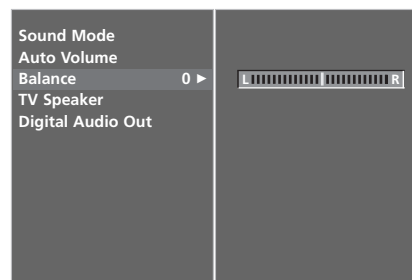 Sound Mode
Auto Volume
Balance 0 ►
TV Speaker
Digital Audio Out
L R